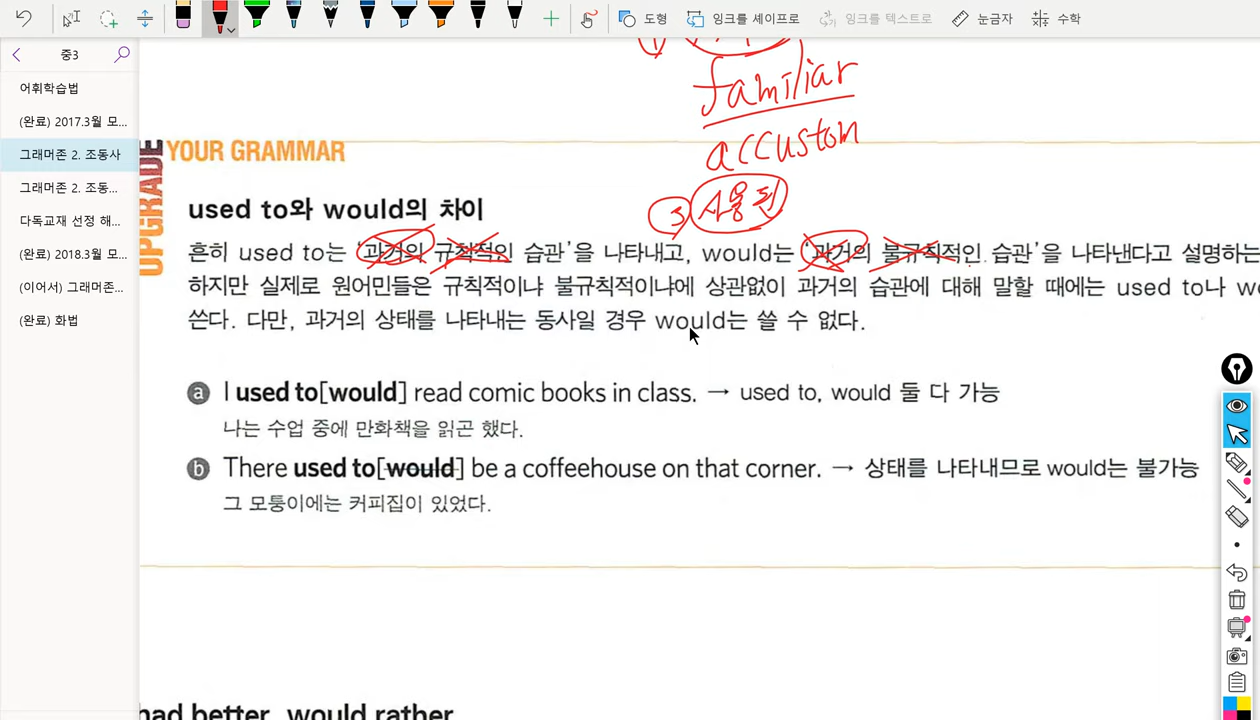 도형
잉크를 셰이프로
잉크를 텍스트로
눈금자
수학
중3
어휘학습법
(완료) 2017.3월 모...
그래머존 2. 조동사
그래머존 2. 조동...
다독교재 선정 해...
(완료) 2018.3월 모...
(이어서) 그래머존...
(완료) 화법
familiar
accustom
3 사용된
UPGRADE YOUR GRAMMAR
used to와 would의 차이
흔히 used to는 '과거의 규칙적인 습관'을 나타내고, would는 '과거의 불규칙적인 습관'을 나타낸다고 설명하는
하지만 실제로 원어민들은 규칙적이냐 불규칙적이냐에 상관없이 과거의 습관에 대해 말할 때에는 used to나 wo
쓴다. 다만, 과거의 상태를 나타내는 동사일 경우 would는 쓸 수 없다.
a I used to[would] read comic books in class. → used to, would 둘 다 가능
나는 수업 중에 만화책을 읽곤 했다.
b There used to[would] be a coffeehouse on that corner. → 상태를 나타내므로 would는 불가능
그 모퉁이에는 커피집이 있었다.
had better, would rather